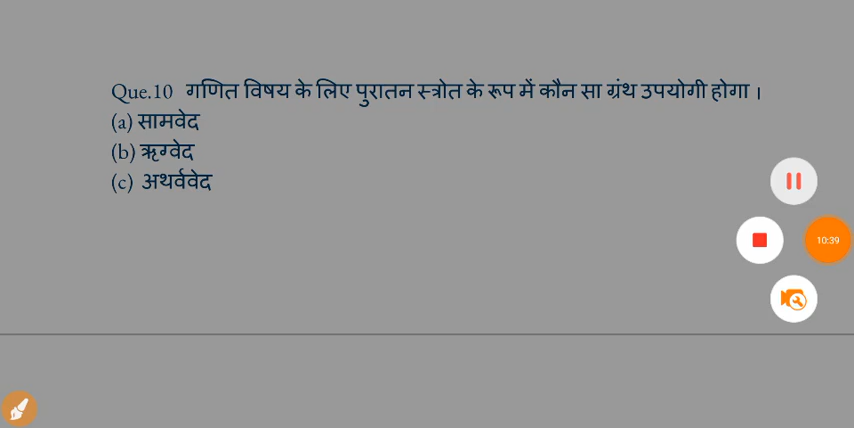 Que.10 गणित विषय के लिए पुरातन स्त्रोत के रूप में कौन सा ग्रंथ उपयोगी होगा ।
(a) सामवेद
(b) ऋग्वेद
(c) अथर्ववेद
10:39